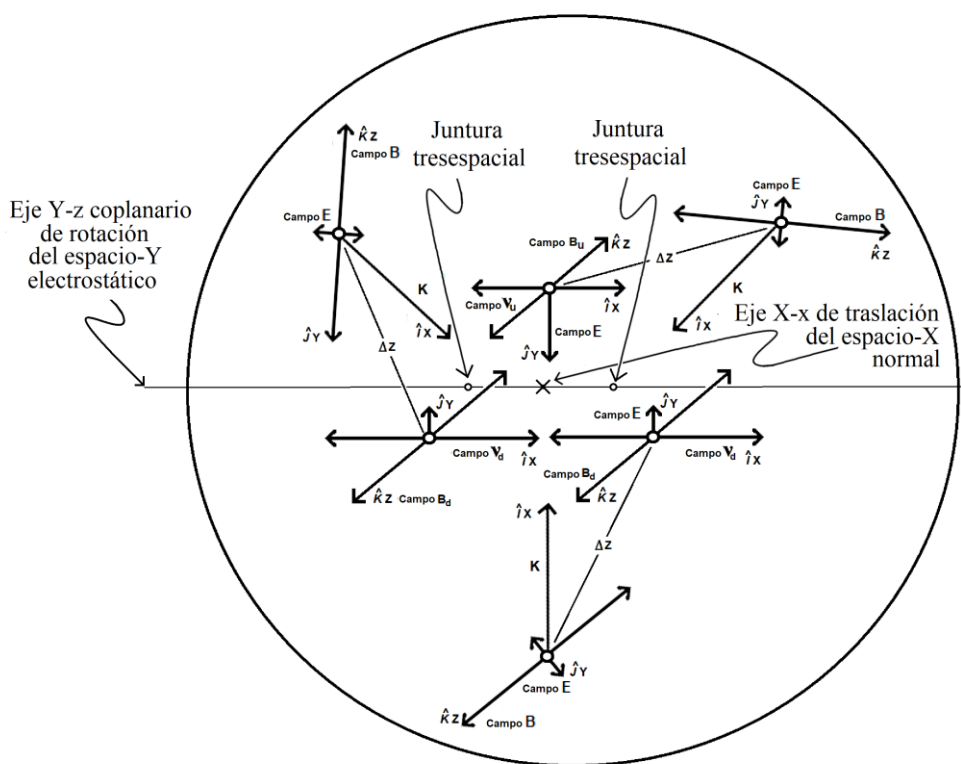 Juntura
tresespacial
Juntura
tresespacial
Eje Y-z coplanario
de rotación
del espacio-Y
electrostático
K̂ Z
Campo B
Campo E
K
ĴY
îX
ΔZ
Campo Bu
K̂ Z
Campo Vu
îX
Campo E
ĴY
ΔZ
Campo E
ĴY
Campo B
K̂ Z
K
îX
Eje X-x de traslación
del espacio-X
normal
ĴY
Campo Vd
îX
K̂ Z Campo Bd
Campo E
ĴY
Campo Vd
îX
Campo Bd
K̂ Z
îX
K
ΔZ
ĴY
Campo E
K̂ Z
Campo B